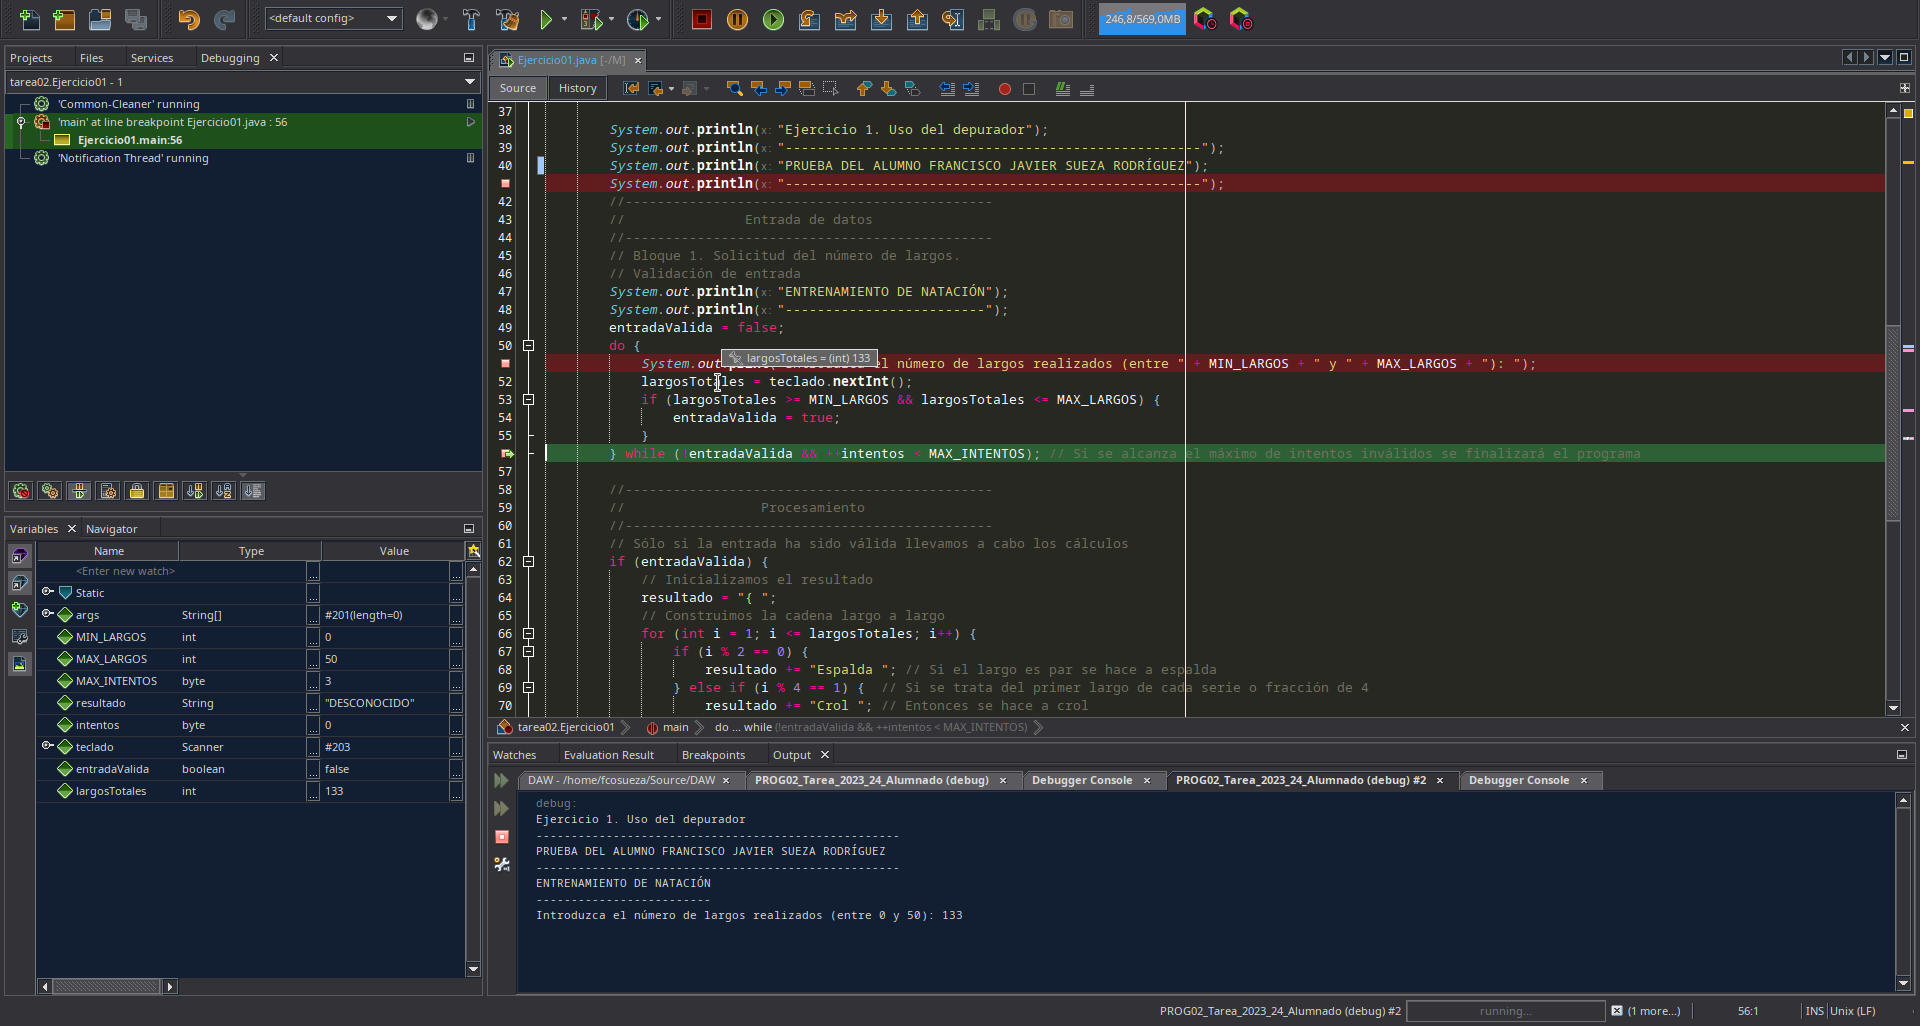 <default config>
246,8/569,0MB
Projects Files Services Debugging
tarea02.Ejercicio01 - 1
'Common-Cleaner' running
'main' at line breakpoint Ejercicio01.java : 56
Ejercicio01.main:56
'Notification Thread' running
Variables Navigator
Name Type Value
<Enter new watch>
Static
args String[] ... #201(length=0) ...
MIN_LARGOS int ... 0 ...
MAX_LARGOS int ... 50 ...
MAX_INTENTOS byte ... 3 ...
resultado String ... "DESCONOCIDO" ...
intentos byte ... 0 ...
teclado Scanner ... #203 ...
entradaValida boolean ... false ...
largosTotales int ... 133 ...
Ejercicio01.java [-/M]
Source History
37
38 System.out.println(x: "Ejercicio 1. Uso del depurador");
39 System.out.println(x: "----------------------------------------------------");
40 System.out.println(x: "PRUEBA DEL ALUMNO FRANCISCO JAVIER SUEZA RODRÍGUEZ");
System.out.println(x: "----------------------------------------------------");
42 //----------------------------------------------
43 // Entrada de datos
44 //----------------------------------------------
45 // Bloque 1. Solicitud del número de largos.
46 // Validación de entrada
47 System.out.println(x: "ENTRENAMIENTO DE NATACIÓN");
48 System.out.println(x: "-------------------------");
49 entradaValida = false;
50 do {
largosTotales = (int) 133
System.out el número de largos realizados (entre " + MIN_LARGOS + " y " + MAX_LARGOS + "): ");
52 largosTotales = teclado.nextInt();
53 if (largosTotales >= MIN_LARGOS && largosTotales <= MAX_LARGOS) {
54 entradaValida = true;
55 }
} while (!entradaValida && ++intentos < MAX_INTENTOS); // Si se alcanza el máximo de intentos inválidos se finalizará el programa
57
58 //----------------------------------------------
59 // Procesamiento
60 //----------------------------------------------
61 // Sólo si la entrada ha sido válida llevamos a cabo los cálculos
62 if (entradaValida) {
63 // Inicializamos el resultado
64 resultado = "{ ";
65 // Construimos la cadena largo a largo
66 for (int i = 1; i <= largosTotales; i++) {
67 if (i % 2 == 0) {
68 resultado += "Espalda "; // Si el largo es par se hace a espalda
69 } else if (i % 4 == 1) { // Si se trata del primer largo de cada serie o fracción de 4
70 resultado += "Crol "; // Entonces se hace a crol
tarea02.Ejercicio01 main do ... while (!entradaValida && ++intentos < MAX_INTENTOS)
Watches Evaluation Result Breakpoints Output
DAW - /home/fcosueza/Source/DAW PROG02_Tarea_2023_24_Alumnado (debug) Debugger Console PROG02_Tarea_2023_24_Alumnado (debug) #2 Debugger Console
debug:
Ejercicio 1. Uso del depurador
----------------------------------------------------
PRUEBA DEL ALUMNO FRANCISCO JAVIER SUEZA RODRÍGUEZ
----------------------------------------------------
ENTRENAMIENTO DE NATACIÓN
-------------------------
Introduzca el número de largos realizados (entre 0 y 50): 133
PROG02_Tarea_2023_24_Alumnado (debug) #2 running... (1 more...) 56:1 INS Unix (LF)